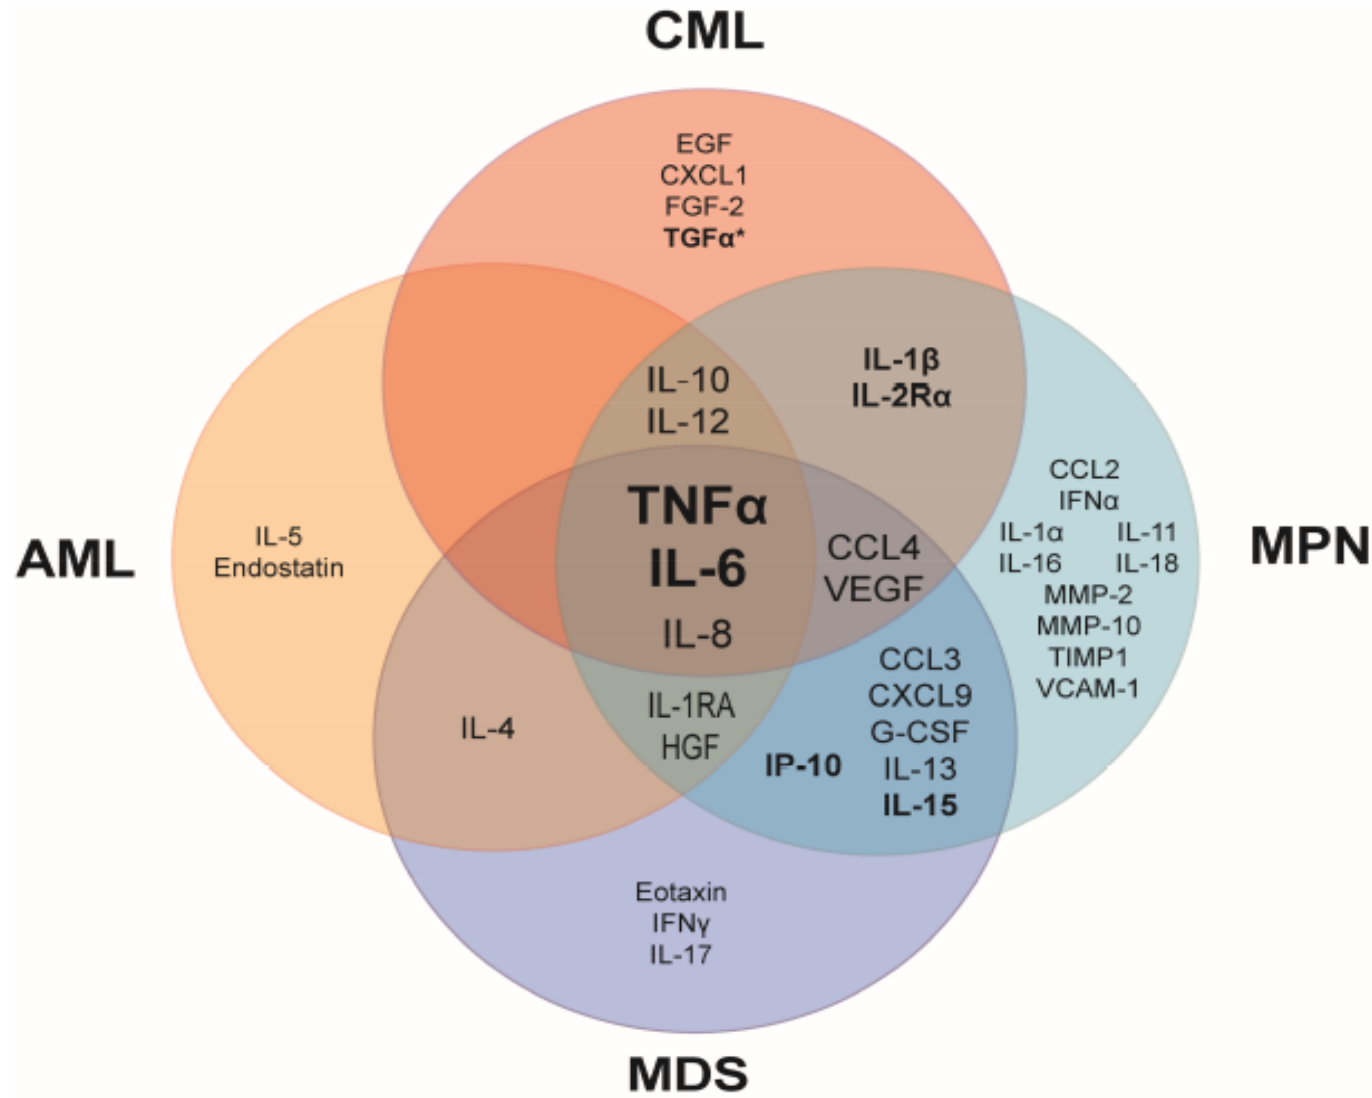 CML
EGF
CXCL1
FGF-2
TGFα*
IL-10
IL-12
IL-1β
IL-2Rα
TNFα
IL-6
IL-8
CCL4
VEGF
AML
IL-5
Endostatin
MPN
CCL2
IFNα
IL-1α IL-11
IL-16 IL-18
MMP-2
MMP-10
TIMP1
VCAM-1
IL-4
IL-1RA
HGF
CCL3
CXCL9
G-CSF
IP-10 IL-13
IL-15
Eotaxin
IFNγ
IL-17
MDS